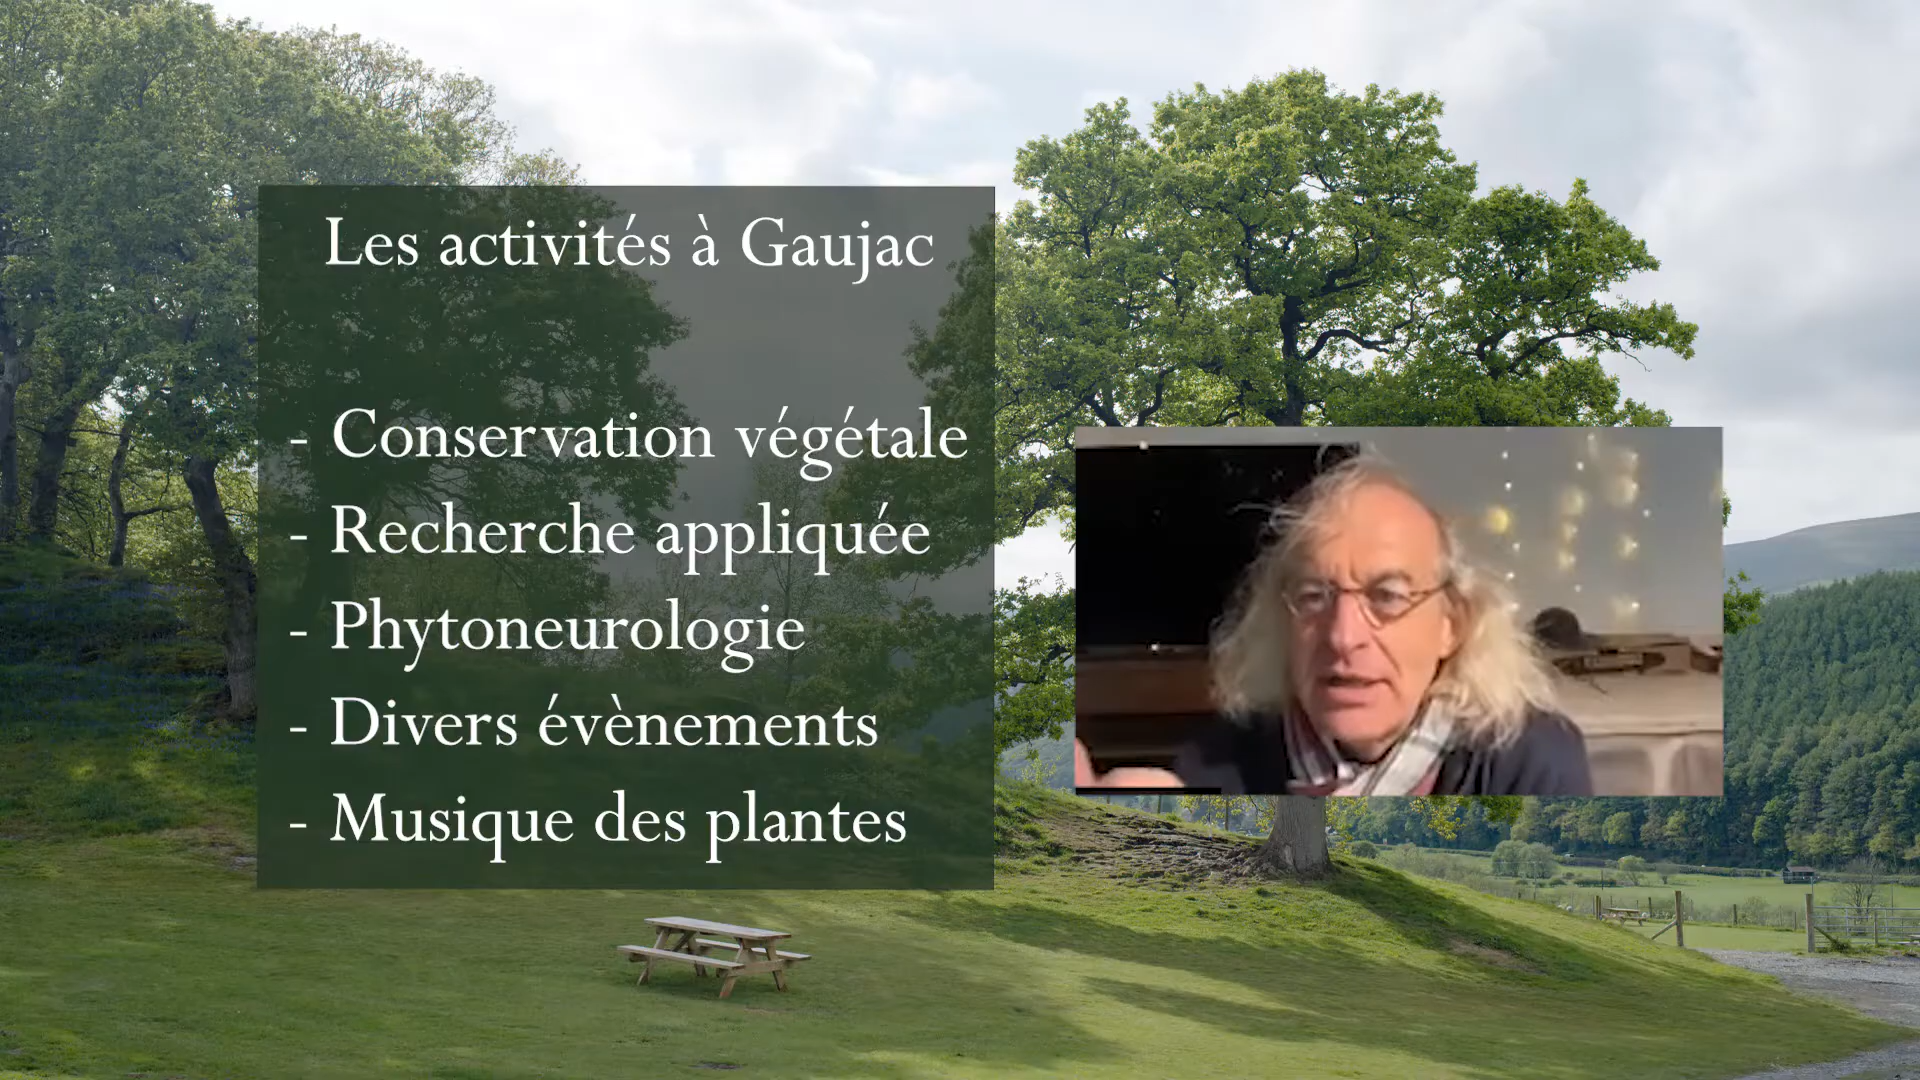 Les activités à Gaujac
- Conservation végétale
- Recherche appliquée
- Phytoneurologie
- Divers évènements
- Musique des plantes